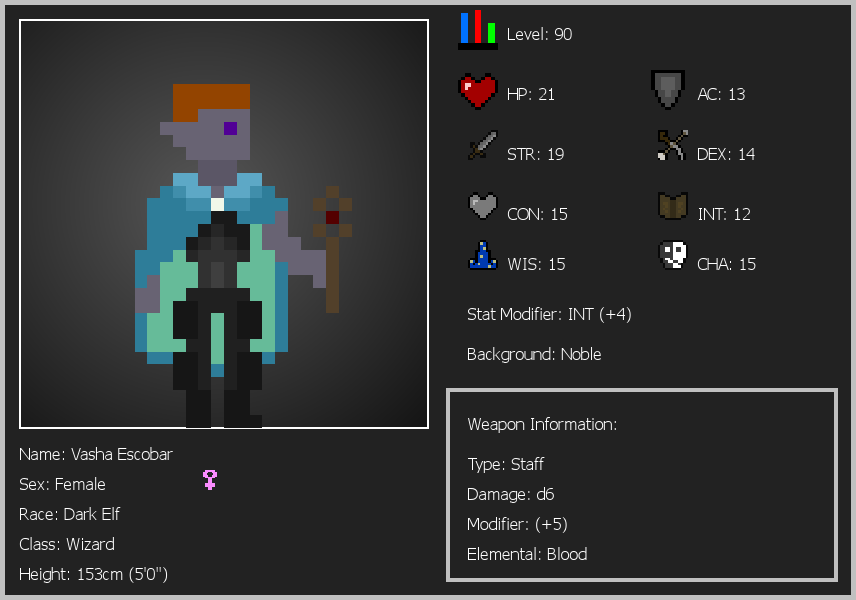 Level: 90
HP: 21
AC: 13
STR: 19
DEX: 14
CON: 15
INT: 12
WIS: 15
CHA: 15
Stat Modifier: INT (+4)
Background: Noble
Weapon Information:
Type: Staff
Damage: d6
Modifier: (+5)
Elemental: Blood
Name: Vasha Escobar
Sex: Female
Race: Dark Elf
Class: Wizard
Height: 153cm (5'0")